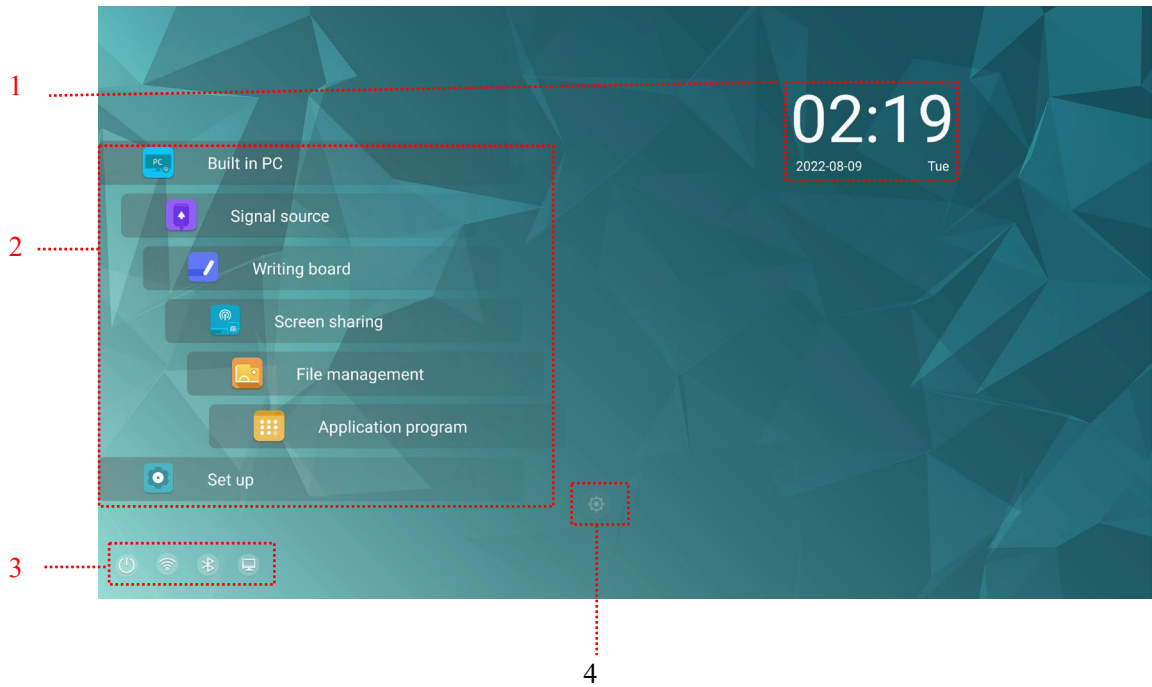 1
02:19
2022-08-09 Tue
PC
Built in PC
Signal source
2
Writing board
Screen sharing
File management
Application program
Set up
3
4